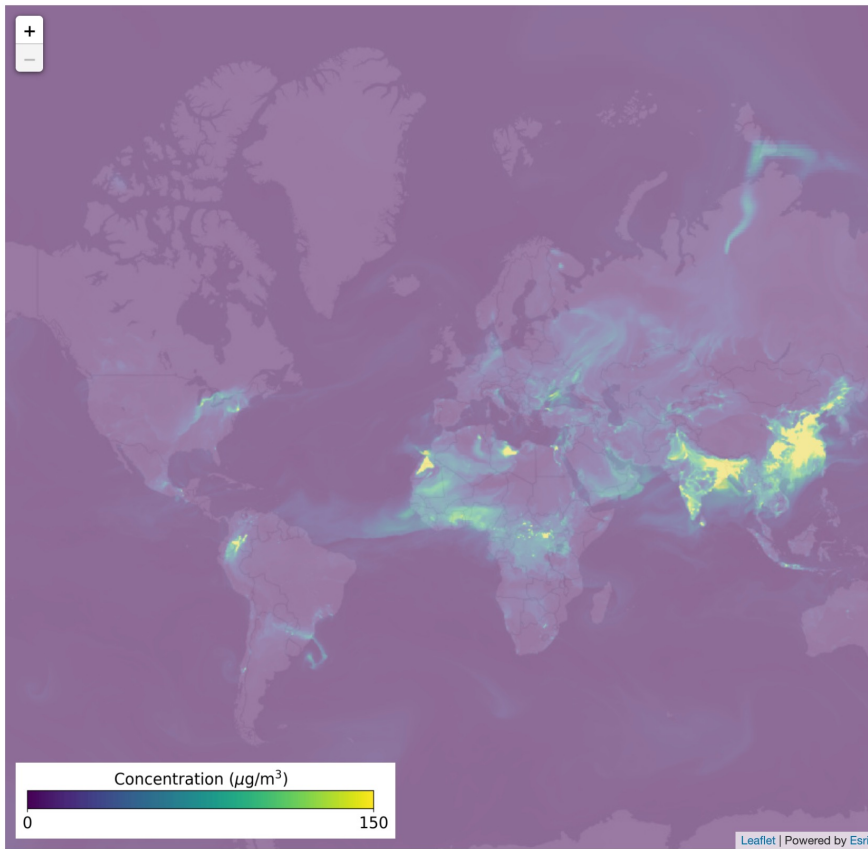 +
−
Concentration (μg/m³)
0 150
Leaflet | Powered by Esri